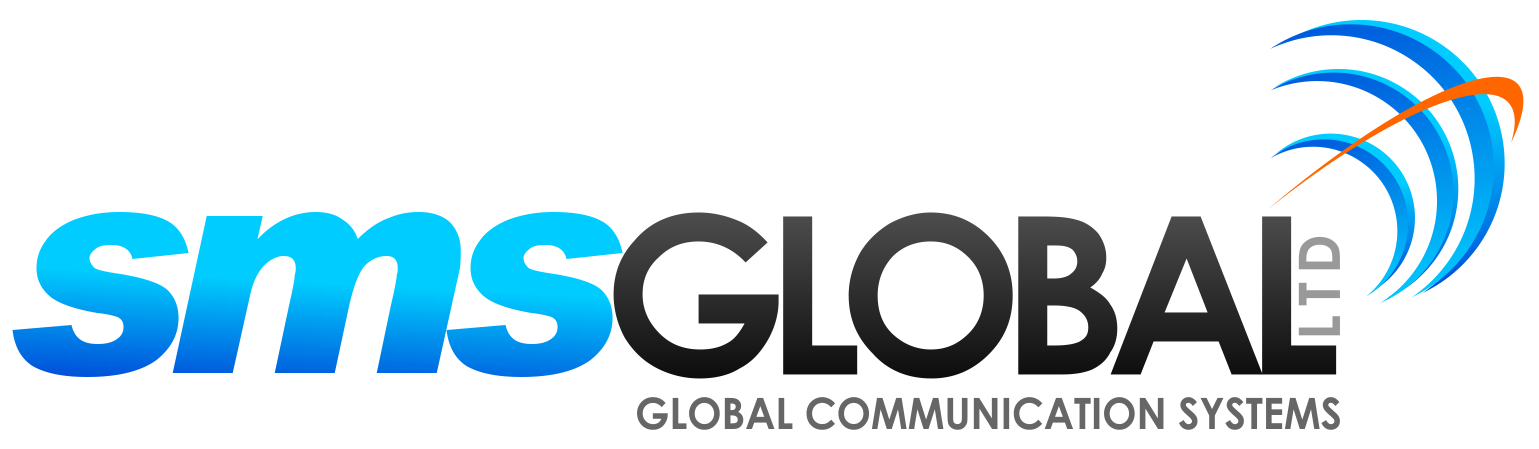 smsGLOBAL LTD
GLOBAL COMMUNICATION SYSTEMS